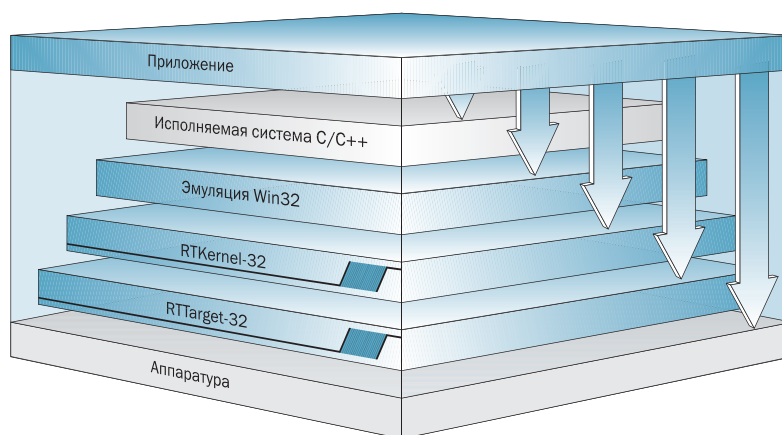 Приложение
Исполняемая система C/C++
Эмуляция Win32
RTKernel-32
RTTarget-32
Аппаратура